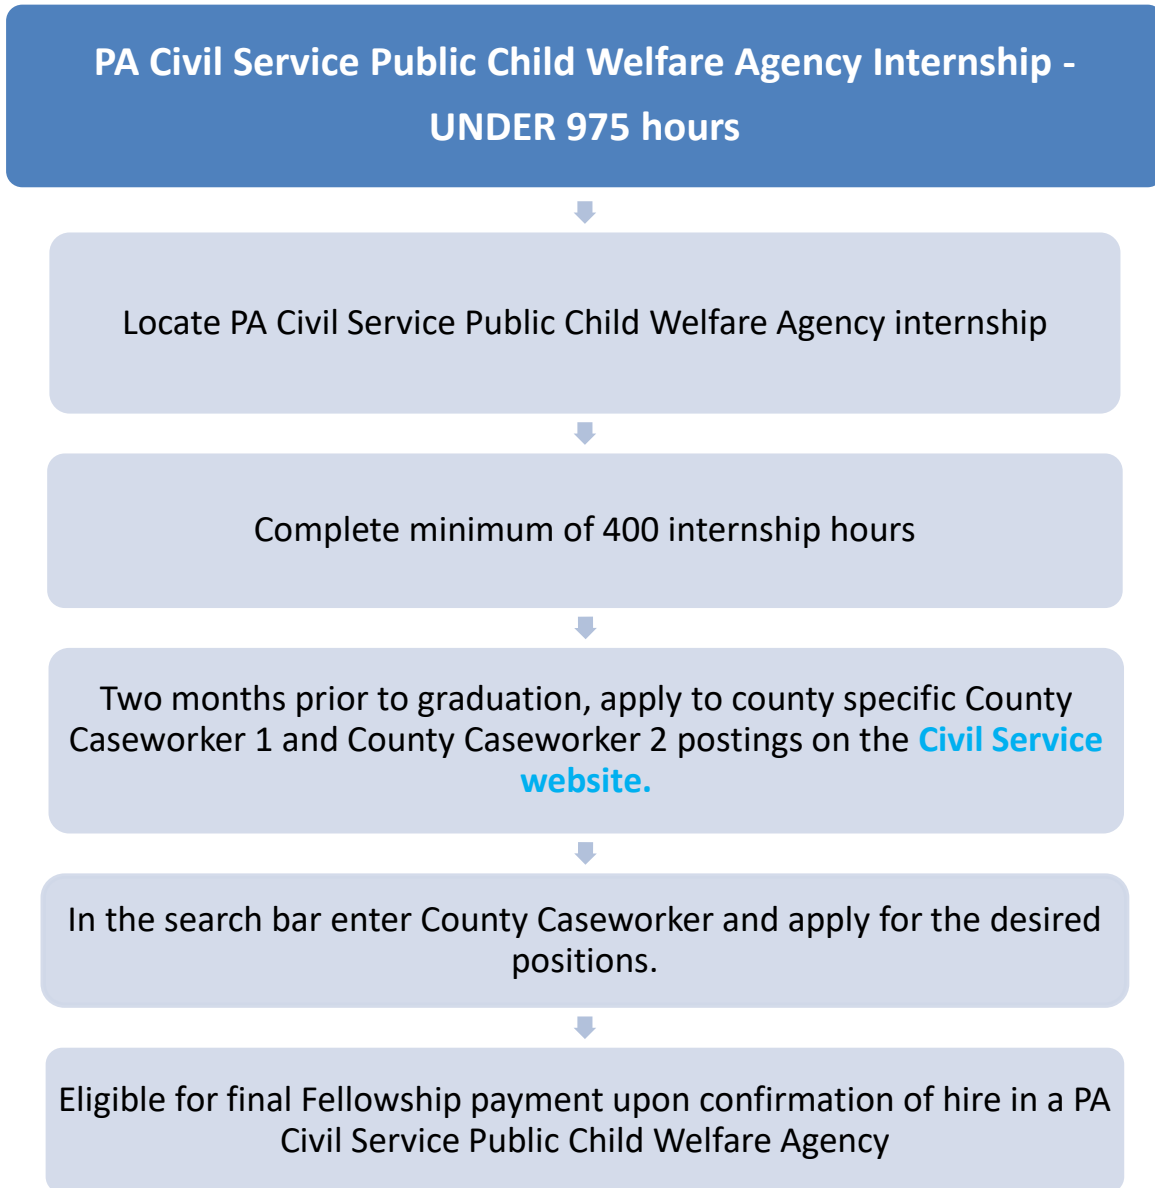 PA Civil Service Public Child Welfare Agency Internship -
UNDER 975 hours
Locate PA Civil Service Public Child Welfare Agency internship
Complete minimum of 400 internship hours
Two months prior to graduation, apply to county specific County
Caseworker 1 and County Caseworker 2 postings on the Civil Service
website.
In the search bar enter County Caseworker and apply for the desired
positions.
Eligible for final Fellowship payment upon confirmation of hire in a PA
Civil Service Public Child Welfare Agency